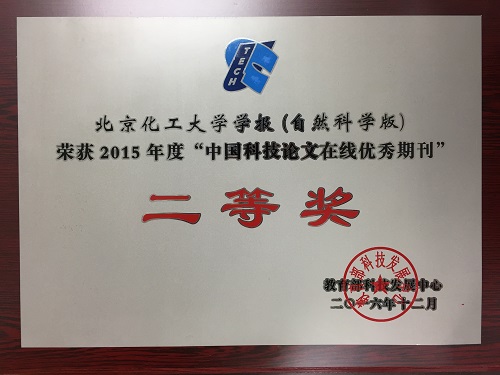 TECH
北京化工大学学报(自然科学版)
荣获2015年度“中国科技论文在线优秀期刊”
二等奖
教育部科技发展中心
二〇一六年十二月